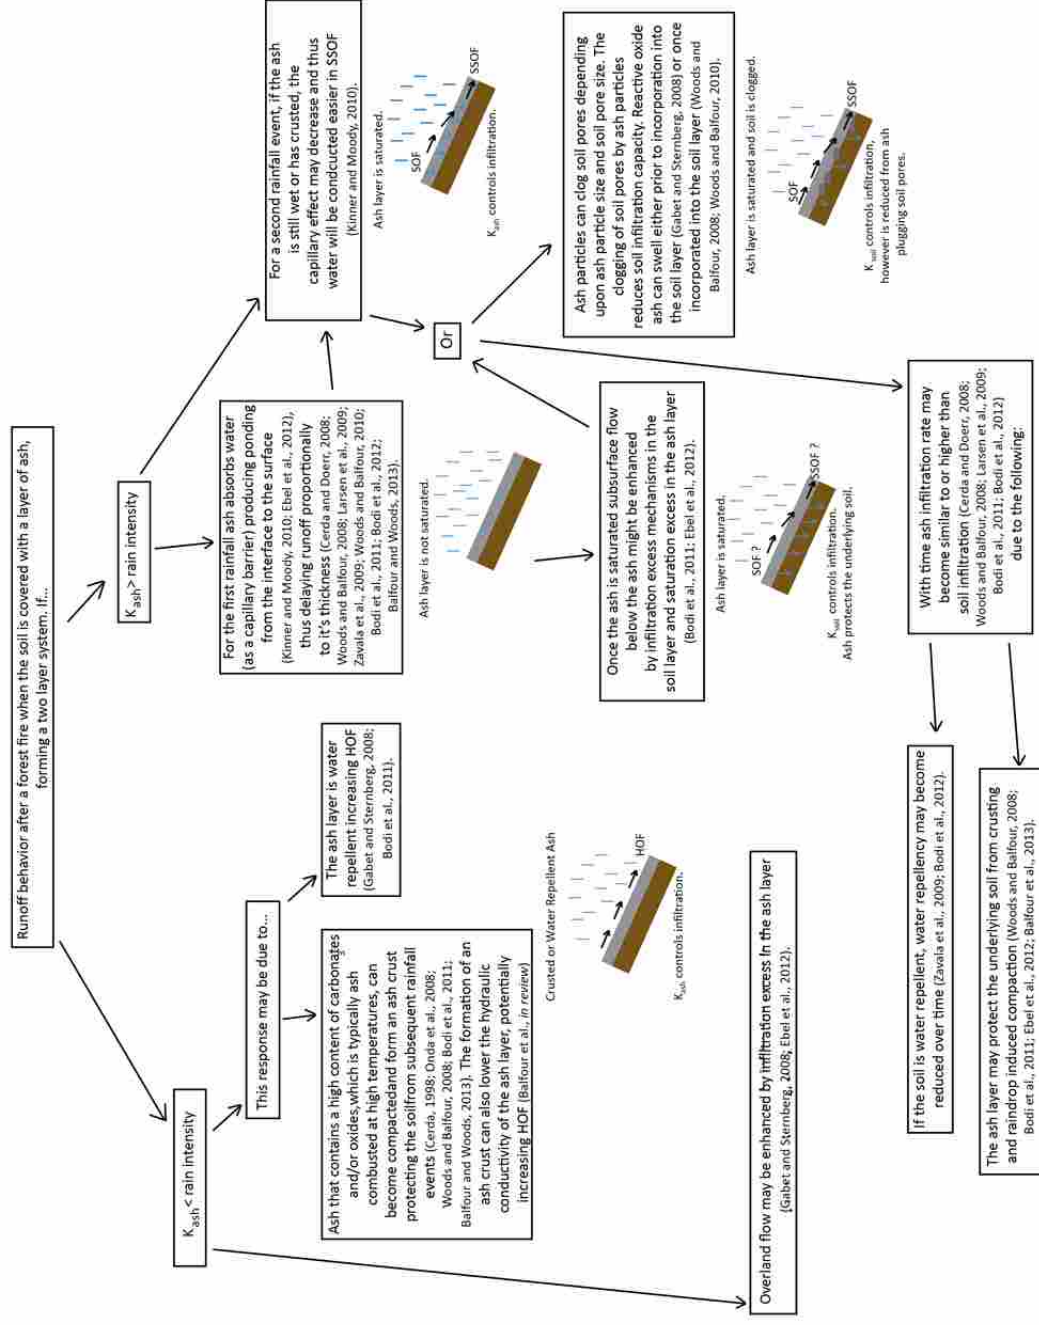 Runoff behavior after a forest fire when the soil is covered with a layer of ash,
forming a two layer system. If...
K ash < rain intensity
K ash > rain intensity
This response may be due to...
Ash that contains a high content of carbonates
and/or oxides,which is typically ash
combusted at high temperatures, can
become compactedand form an ash crust
protecting the soilfrom subsequent rainfall
events (Cerda, 1998; Onda et al., 2008;
Woods and Balfour, 2008; Bodi et al., 2011;
Balfour and Woods, 2013). The formation of an
ash crust can also lower the hydraulic
conductivity of the ash layer, potentially
increasing HOF (Balfour et al., in review)
The ash layer is water
repellent increasing HOF
(Gabet and Sternberg, 2008;
Bodi et al., 2011).
Crusted or Water Repellent Ash
HOF
K ash controls infiltration.
Overland flow may be enhanced by infiltration excess in the ash layer
(Gabet and Sternberg, 2008; Ebel et al., 2012).
For the first rainfall ash absorbs water
(as a capillary barrier) producing ponding
from the interface to the surface
(Kinner and Moody, 2010; Ebel et al., 2012),
thus delaying runoff proportionally
to it's thickness (Cerda and Doerr, 2008;
Woods and Balfour, 2008; Larsen et al., 2009;
Zavala et al., 2009; Woods and Balfour, 2010;
Bodi et al., 2011; Bodi et al., 2012;
Balfour and Woods, 2013).
Ash layer is not saturated.
For a second rainfall event, if the ash
is still wet or has crusted, the
capillary effect may decrease and thus
water will be conducted easier in SSOF
(Kinner and Moody, 2010).
Ash layer is saturated.
SOF
SSOF
K ash controls infiltration.
Or
Once the ash is saturated subsurface flow
below the ash might be enhanced
by infiltration excess mechanisms in the
soil layer and saturation excess in the ash layer
(Bodi et al., 2011; Ebel et al., 2012).
Ash layer is saturated.
SOF ?
SSOF ?
K soil controls infiltration.
Ash protects the underlying soil.
Ash particles can clog soil pores depending
upon ash particle size and soil pore size. The
clogging of soil pores by ash particles
reduces soil infiltration capacity. Reactive oxide
ash can swell either prior to incorporation into
the soil layer (Gabet and Sternberg, 2008) or once
incorporated into the soil layer (Woods and
Balfour, 2008; Woods and Balfour, 2010).
Ash layer is saturated and soil is clogged.
SOF
SSOF
K soil controls infiltration,
however is reduced from ash
plugging soil pores.
With time ash infiltration rate may
become similar to or higher than
soil infiltration (Cerda and Doerr, 2008;
Woods and Balfour, 2008; Larsen et al., 2009;
Bodi et al., 2011; Bodi et al., 2012)
due to the following:
If the soil is water repellent, water repellency may become
reduced over time (Zavala et al., 2009; Bodi et al., 2012).
The ash layer may protect the underlying soil from crusting
and raindrop induced compaction (Woods and Balfour, 2008;
Bodi et al., 2011; Ebel et al., 2012; Balfour et al., 2013).